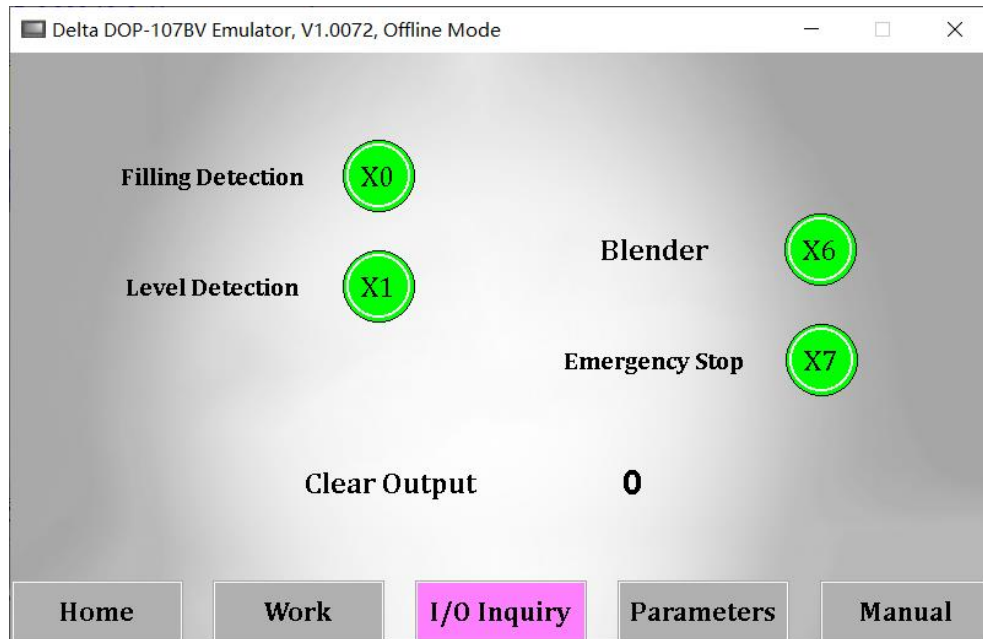 Delta DOP-107BV Emulator, V1.0072, Offline Mode
Filling Detection X0
Blender X6
Level Detection X1
Emergency Stop X7
Clear Output 0
Home Work I/O Inquiry Parameters Manual